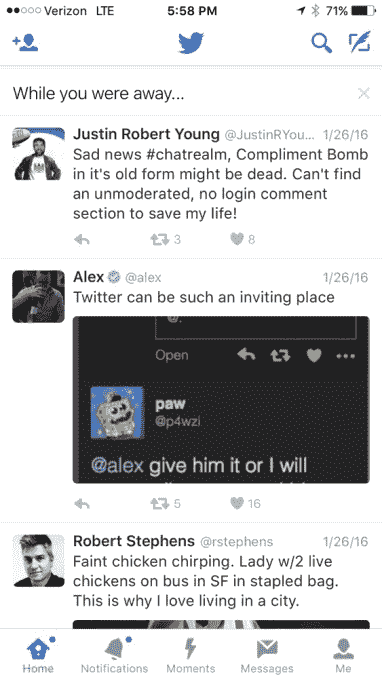 Verizon LTE 5:58 PM 71%
While you were away...
Justin Robert Young @JustinRYou... 1/26/16
Sad news #chatrealm, Compliment Bomb
in it's old form might be dead. Can't find
an unmoderated, no login comment
section to save my life!
3 8
Alex @alex 1/26/16
Twitter can be such an inviting place
Open
paw
@p4wzi
@alex give him it or I will
5 16
Robert Stephens @rstephens 1/26/16
Faint chicken chirping. Lady w/2 live
chickens on bus in SF in stapled bag.
This is why I love living in a city.
Home Notifications Moments Messages Me